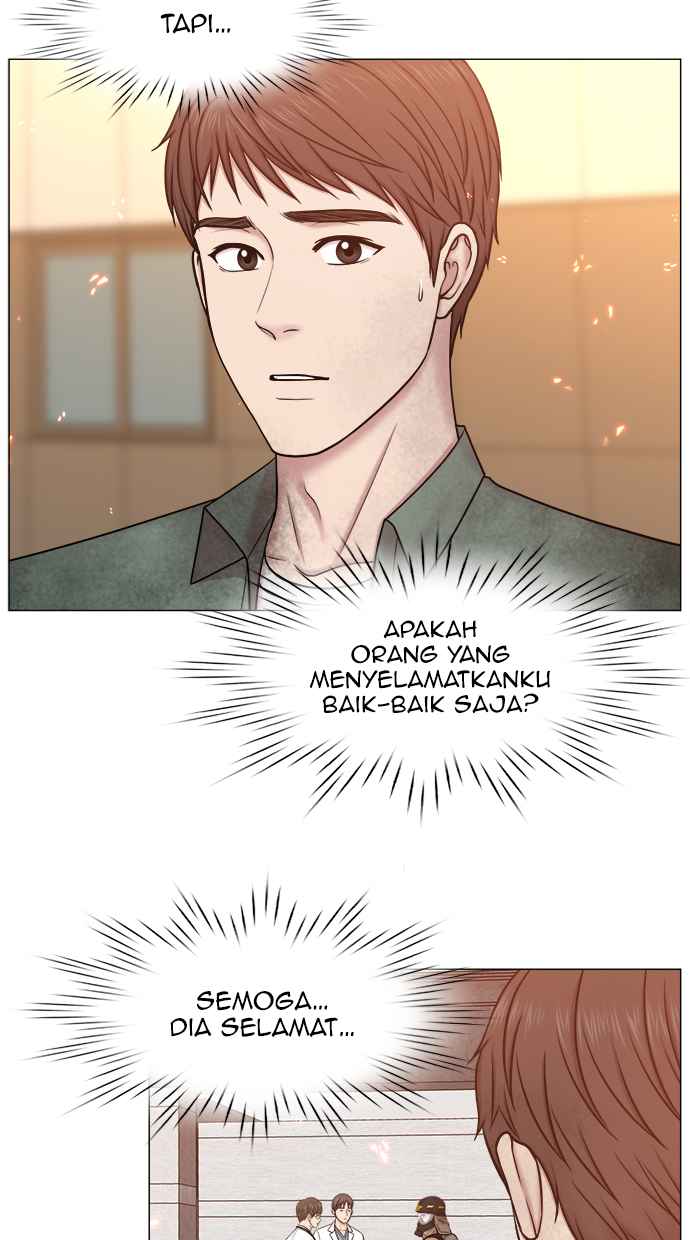 TAPI...
APAKAH
ORANG YANG
MENYELAMATKANKU
BAIK-BAIK SAJA?
SEMOGA...
DIA SELAMAT...